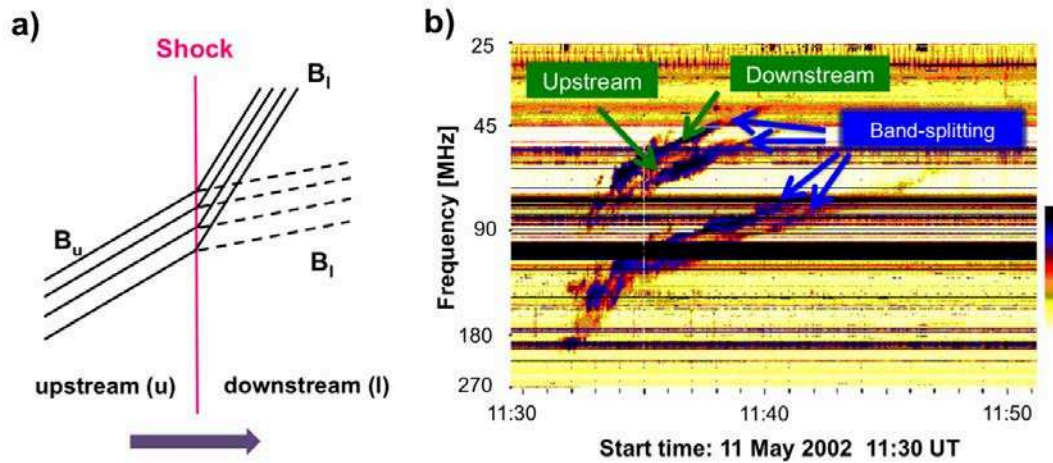 a)
Shock
B_l
B_u
B_l
upstream (u)
downstream (l)
b)
25
45
90
180
270
Frequency [MHz]
Upstream
Downstream
Band-splitting
11:30
11:40
11:50
Start time: 11 May 2002 11:30 UT